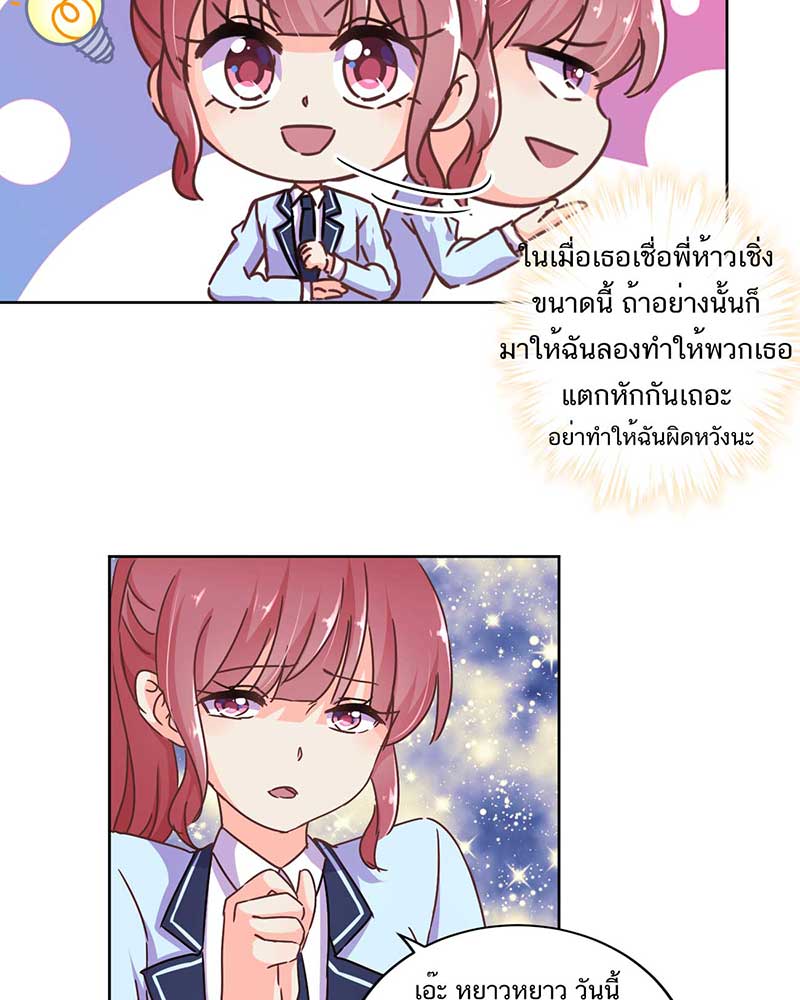 ในเมื่อเธอเชื่อพี่ห้าวเชิ่ง
ขนาดนี้ ถ้าอย่างนั้นก็
มาให้ฉันลองทำให้พวกเธอ
แตกหักกันเถอะ
อย่าทำให้ฉันผิดหวังนะ
เอ๊ะ หยาวหยาว วันนี้